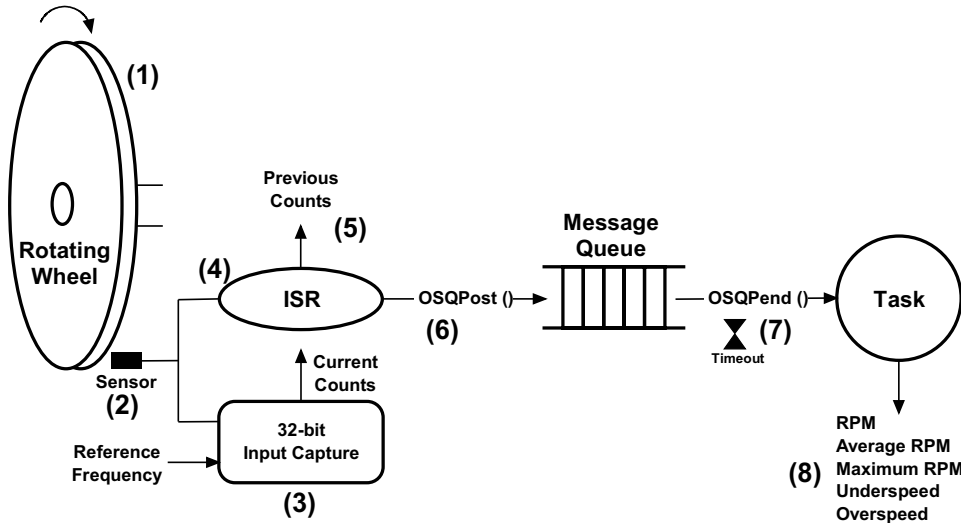 (1)
Rotating
Wheel
Sensor
(2)
Previous
Counts
(5)
(4)
ISR
Current
Counts
32-bit
Input Capture
(3)
Reference
Frequency
OSQPost ()
(6)
Message
Queue
OSQPend ()
(7)
Timeout
Task
(8)
RPM
Average RPM
Maximum RPM
Underspeed
Overspeed